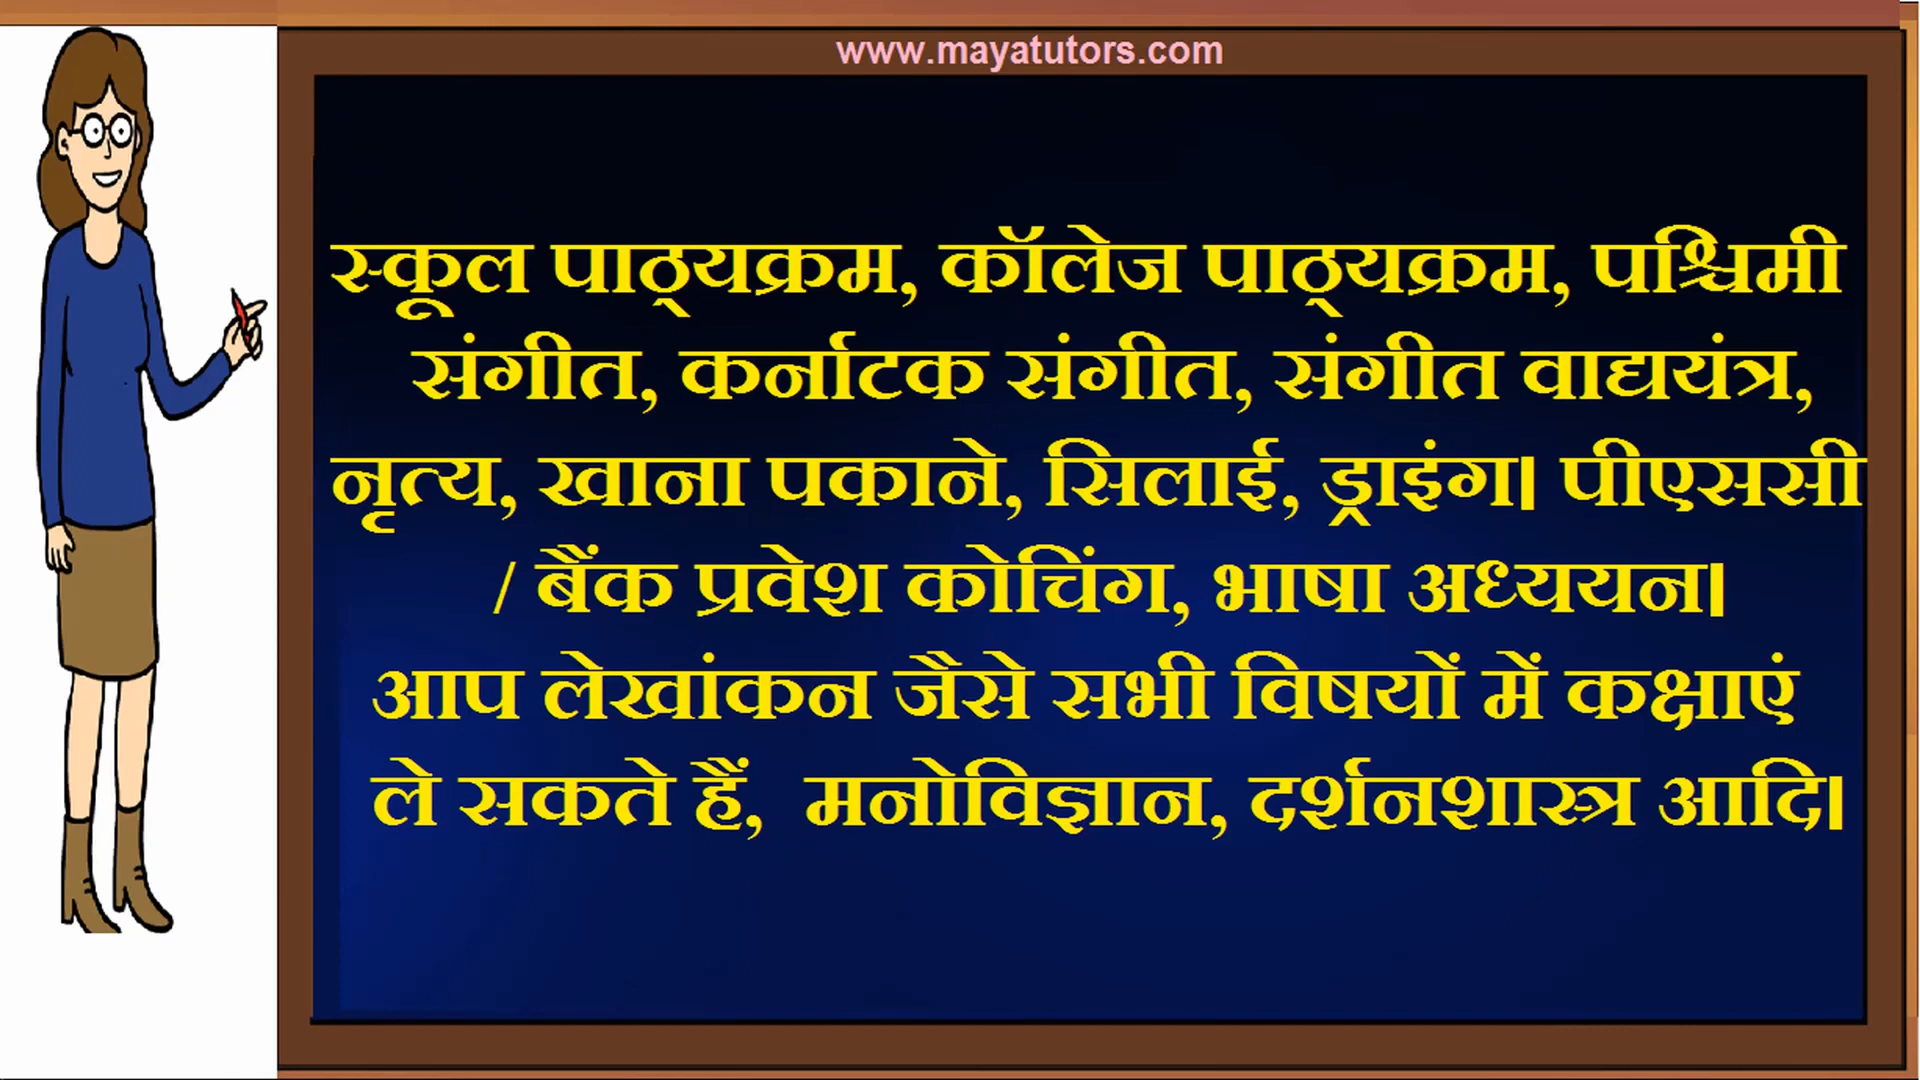 www.mayatutors.com
स्कूल पाठ्यक्रम, कॉलेज पाठ्यक्रम, पश्चिमी
संगीत, कर्नाटक संगीत, संगीत वाद्ययंत्र,
नृत्य, खाना पकाने, सिलाई, ड्राइंग। पीएससी
/ बैंक प्रवेश कोचिंग, भाषा अध्ययन।
आप लेखांकन जैसे सभी विषयों में कक्षाएं
ले सकते हैं, मनोविज्ञान, दर्शनशास्त्र आदि।